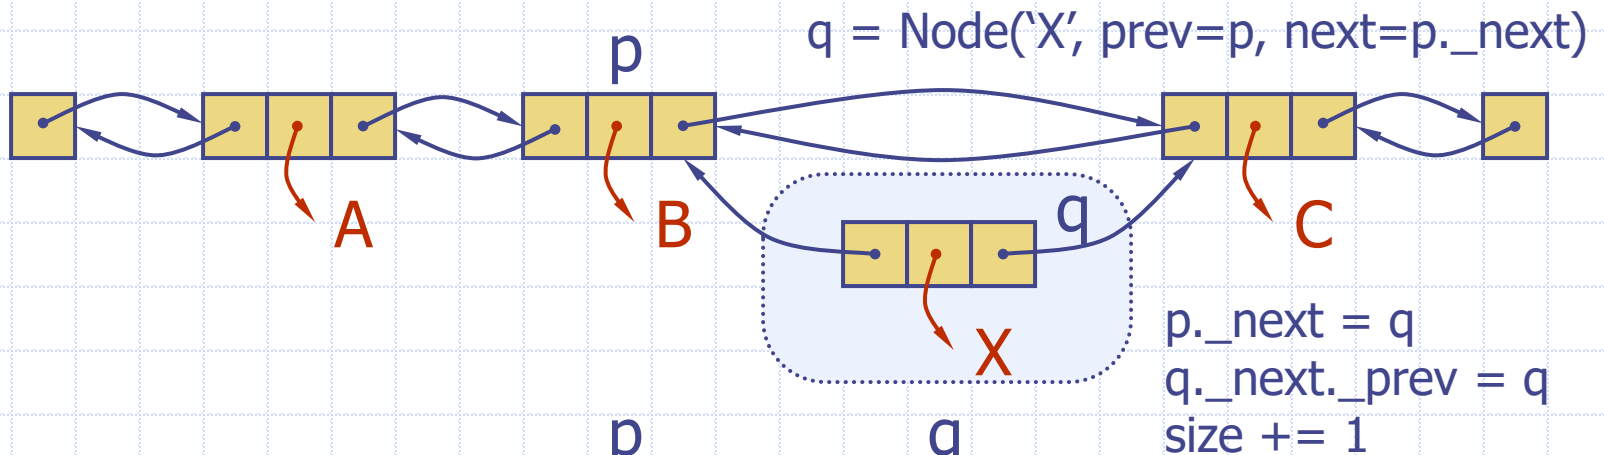 q = Node(‘X’, prev=p, next=p._next)
p
A
B
q
C
X
p._next = q
q._next._prev = q
size += 1
p q